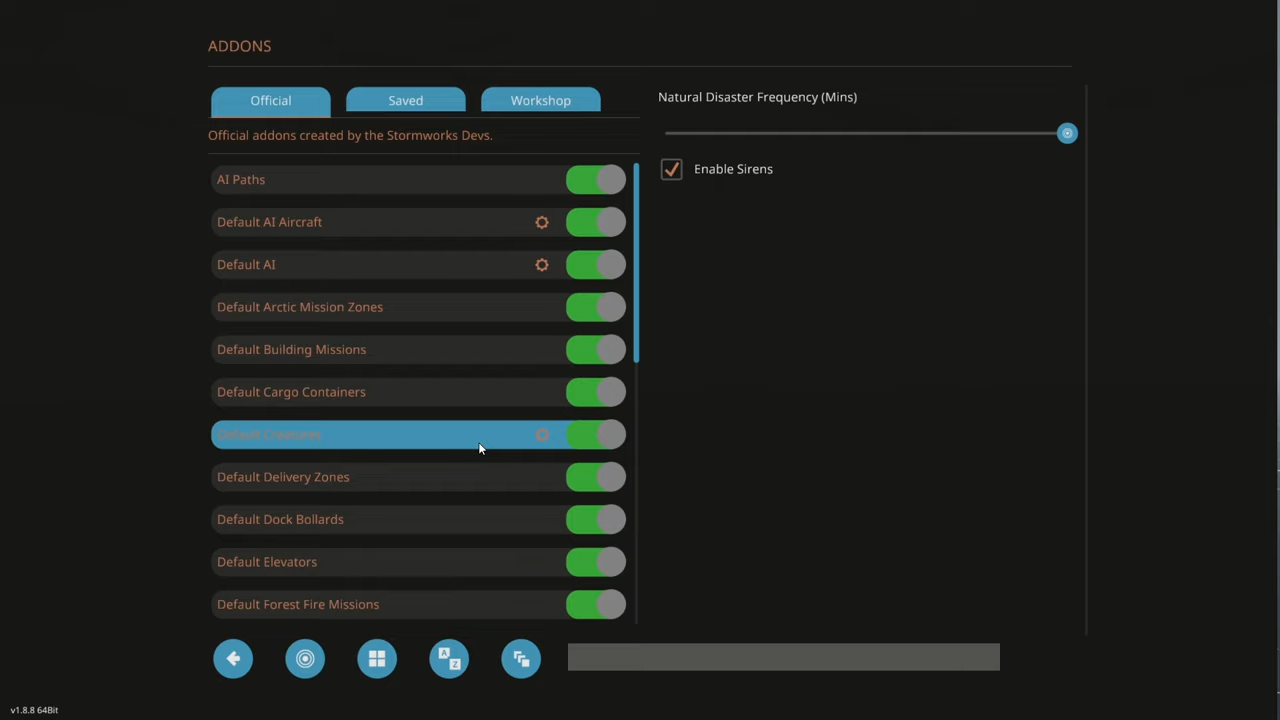 ADDONS
Official
Saved
Workshop
Official addons created by the Stormworks Devs.
AI Paths
Default AI Aircraft
Default AI
Default Arctic Mission Zones
Default Building Missions
Default Cargo Containers
Default Creatures
Default Delivery Zones
Default Dock Bollards
Default Elevators
Default Forest Fire Missions
Natural Disaster Frequency (Mins)
Enable Sirens
A
Z
v1.8.8 64Bit